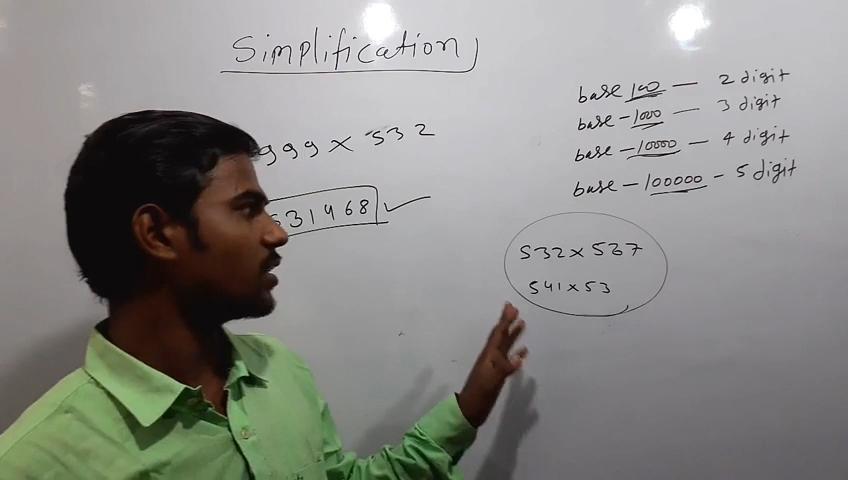 Simplification
999 x 532
531468
base 100 — 2 digit
base - 1000 — 3 digit
base - 10000 - 4 digit
base - 100000 - 5 digit
532 x 537
541 x 53